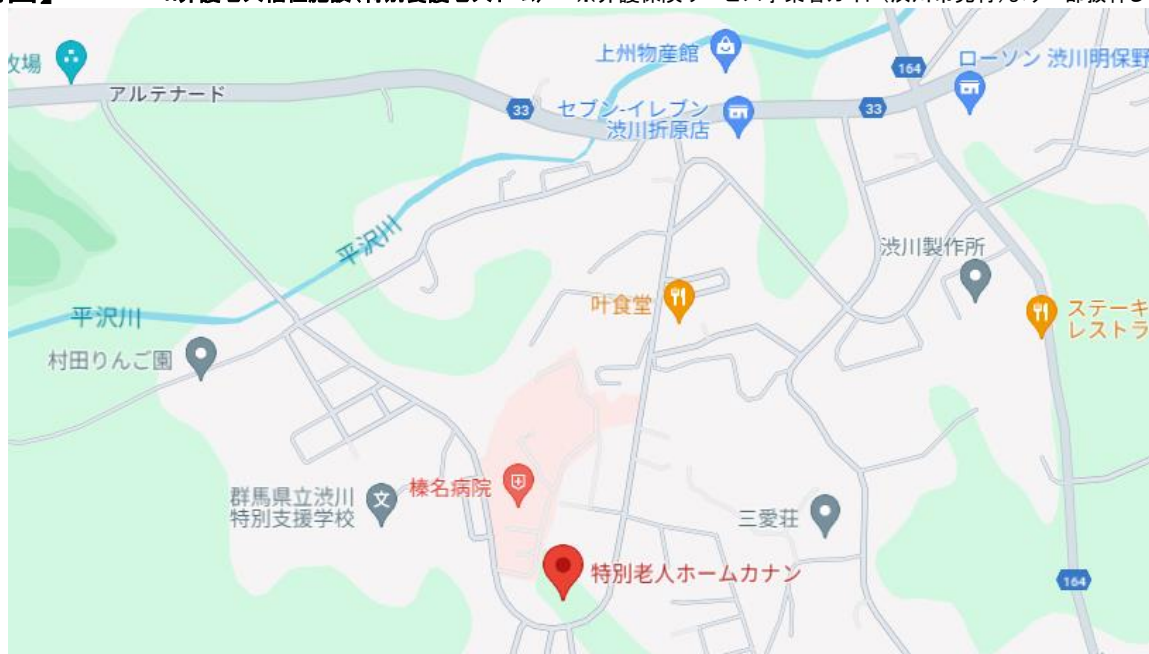 牧場
アルテナード
上州物産館
164
ローソン 渋川明保野
33
セブン-イレブン
渋川折原店
33
平沢川
渋川製作所
叶食堂
平沢川
ステーキ
レストラ
村田りんご園
榛名病院
群馬県立渋川
特別支援学校
三愛荘
特別老人ホームカナン
164